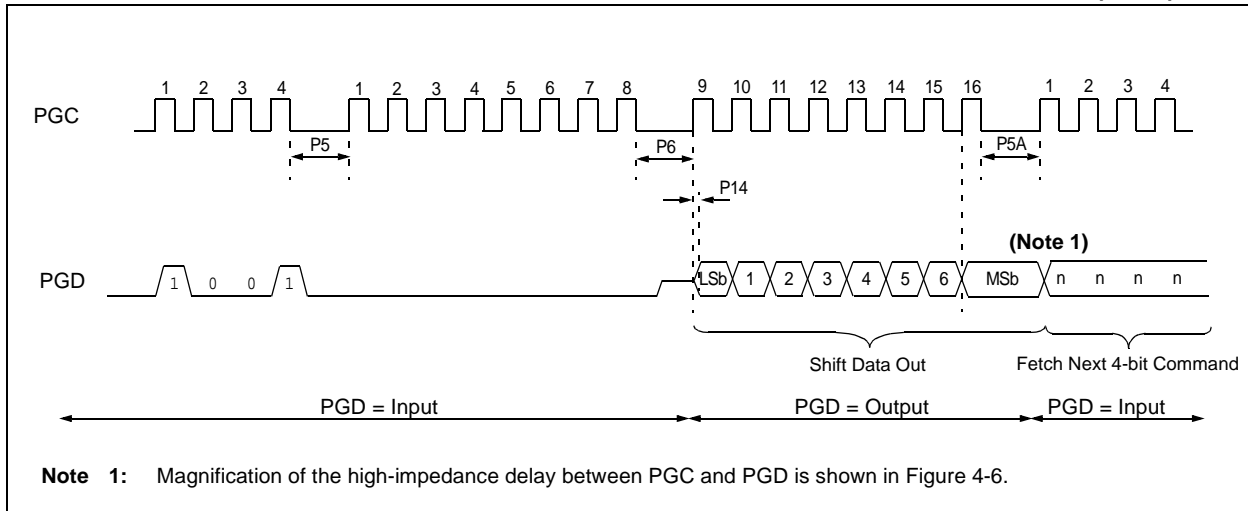 1 2 3 4 1 2 3 4 5 6 7 8 9 10 11 12 13 14 15 16 1 2 3 4
PGC
P5 P6 P5A
P14
(Note 1)
PGD 1 0 0 1 LSb 1 2 3 4 5 6 MSb n n n n
Shift Data Out Fetch Next 4-bit Command
PGD = Input PGD = Output PGD = Input
Note 1: Magnification of the high-impedance delay between PGC and PGD is shown in Figure 4-6.